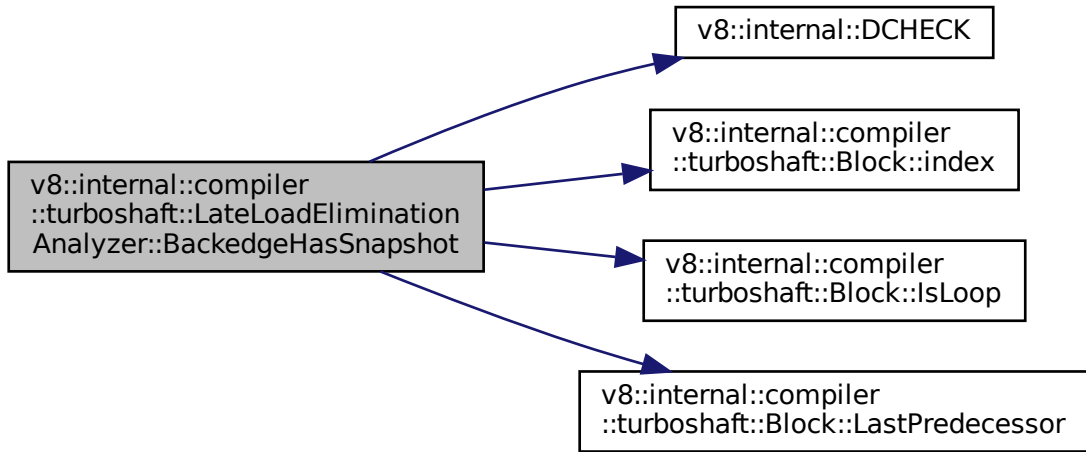 v8::internal::compiler
::turboshaft::LateLoadElimination
Analyzer::BackedgeHasSnapshot
v8::internal::DCHECK
v8::internal::compiler
::turboshaft::Block::index
v8::internal::compiler
::turboshaft::Block::IsLoop
v8::internal::compiler
::turboshaft::Block::LastPredecessor